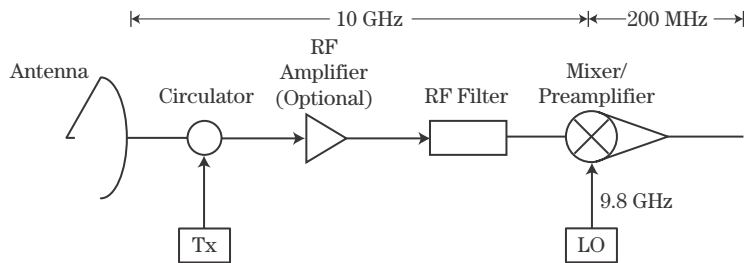 10 GHz
200 MHz
Antenna
Circulator
RF
Amplifier
(Optional)
RF Filter
Mixer/
Preamplifier
9.8 GHz
Tx
LO